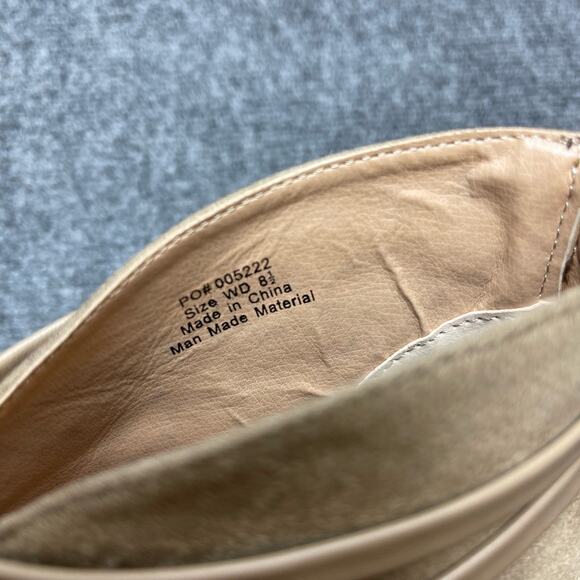 PO# 005222
Size WD 8½
Made in China
Man Made Material